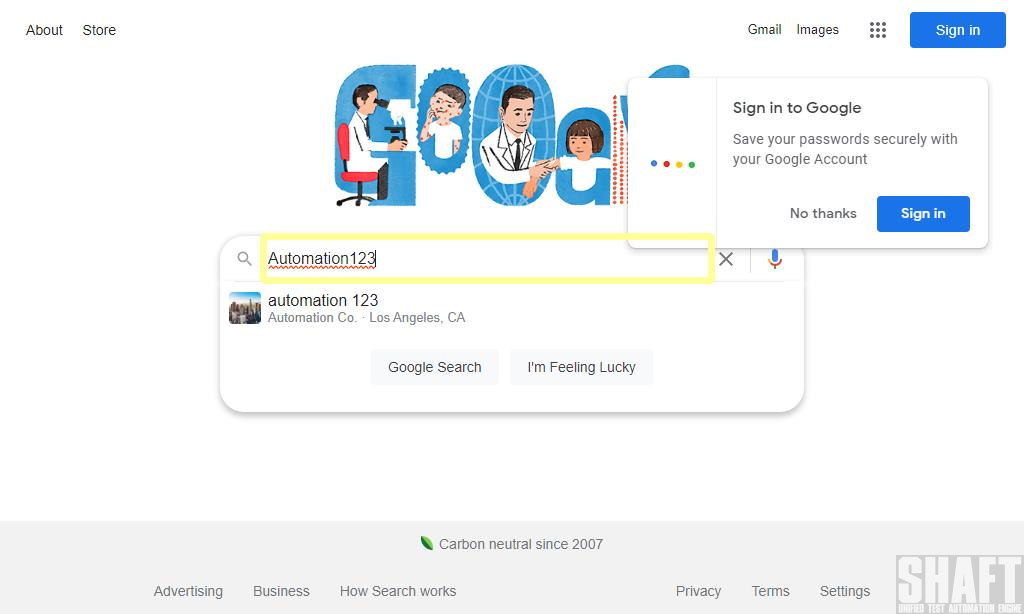 About Store
Gmail Images
Sign in
Sign in to Google
Save your passwords securely with
your Google Account
No thanks
Sign in
Automation123
automation 123
Automation Co. · Los Angeles, CA
Google Search
I'm Feeling Lucky
Carbon neutral since 2007
Advertising Business How Search works
Privacy Terms Settings
SHAFT
UNIFIED TEST AUTOMATION ENGINE